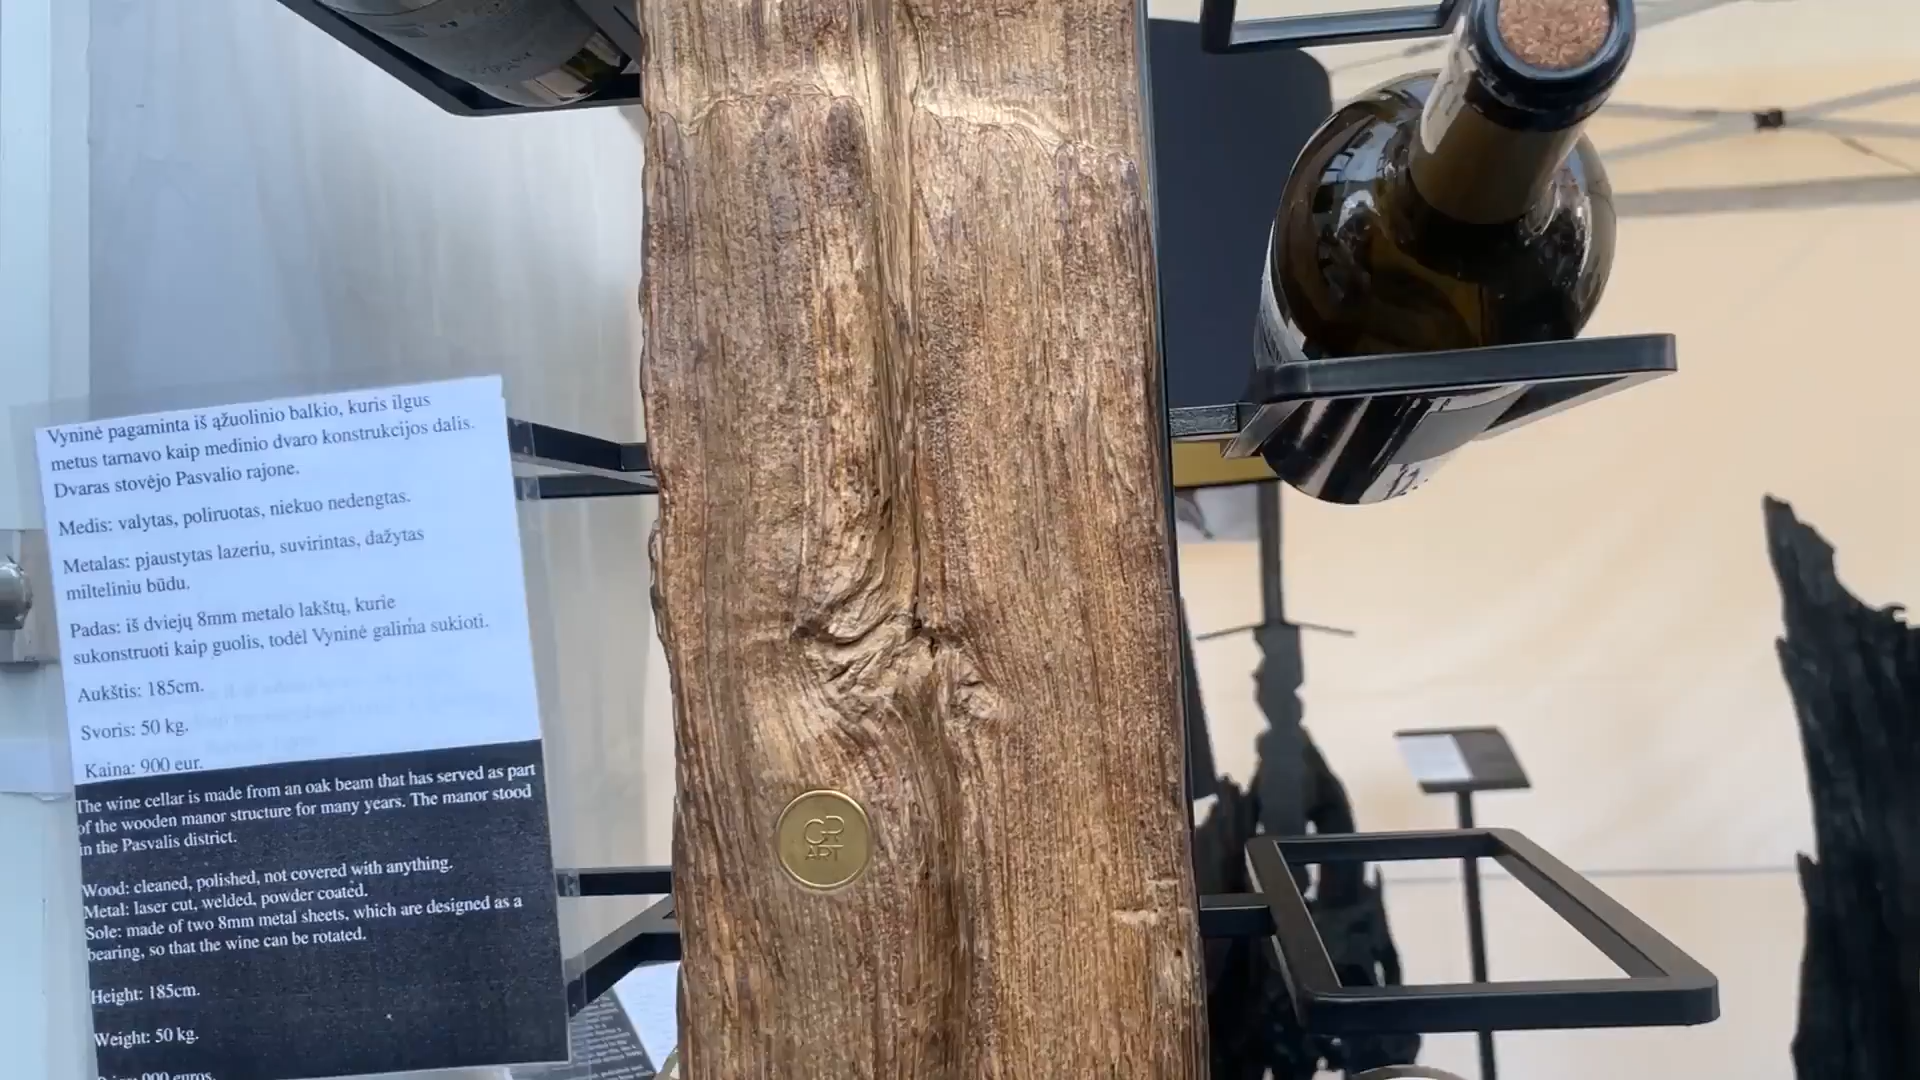 Vyninė pagaminta iš ąžuolinio balkio, kuris ilgus
metus tarnavo kaip medinio dvaro konstrukcijos dalis.
Dvaras stovėjo Pasvalio rajone.
Medis: valytas, poliruotas, niekuo nedengtas.
Metalas: pjaustytas lazeriu, suvirintas, dažytas
milteliniu būdu.
Padas: iš dviejų 8mm metalo lakštų, kurie
sukonstruoti kaip guolis, todėl Vyninė galima sukioti.
Aukštis: 185cm.
Svoris: 50 kg.
Kaina: 900 eur.
The wine cellar is made from an oak beam that has served as part
of the wooden manor structure for many years. The manor stood
in the Pasvalis district.
Wood: cleaned, polished, not covered with anything.
Metal: laser cut, welded, powder coated.
Sole: made of two 8mm metal sheets, which are designed as a
bearing, so that the wine can be rotated.
Height: 185cm.
Weight: 50 kg.
900 euros.
GR
ART